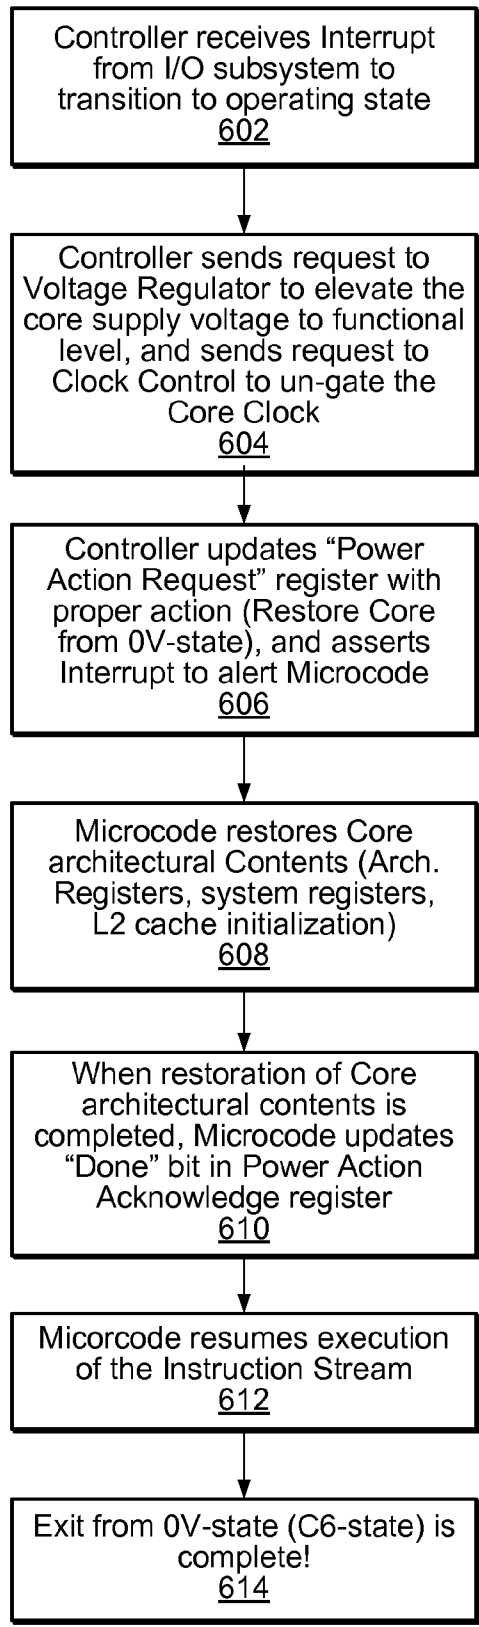 Controller receives Interrupt
from I/O subsystem to
transition to operating state
602
Controller sends request to
Voltage Regulator to elevate the
core supply voltage to functional
level, and sends request to
Clock Control to un-gate the
Core Clock
604
Controller updates “Power
Action Request” register with
proper action (Restore Core
from 0V-state), and asserts
Interrupt to alert Microcode
606
Microcode restores Core
architectural Contents (Arch.
Registers, system registers,
L2 cache initialization)
608
When restoration of Core
architectural contents is
completed, Microcode updates
“Done” bit in Power Action
Acknowledge register
610
Micorcode resumes execution
of the Instruction Stream
612
Exit from 0V-state (C6-state) is
complete!
614